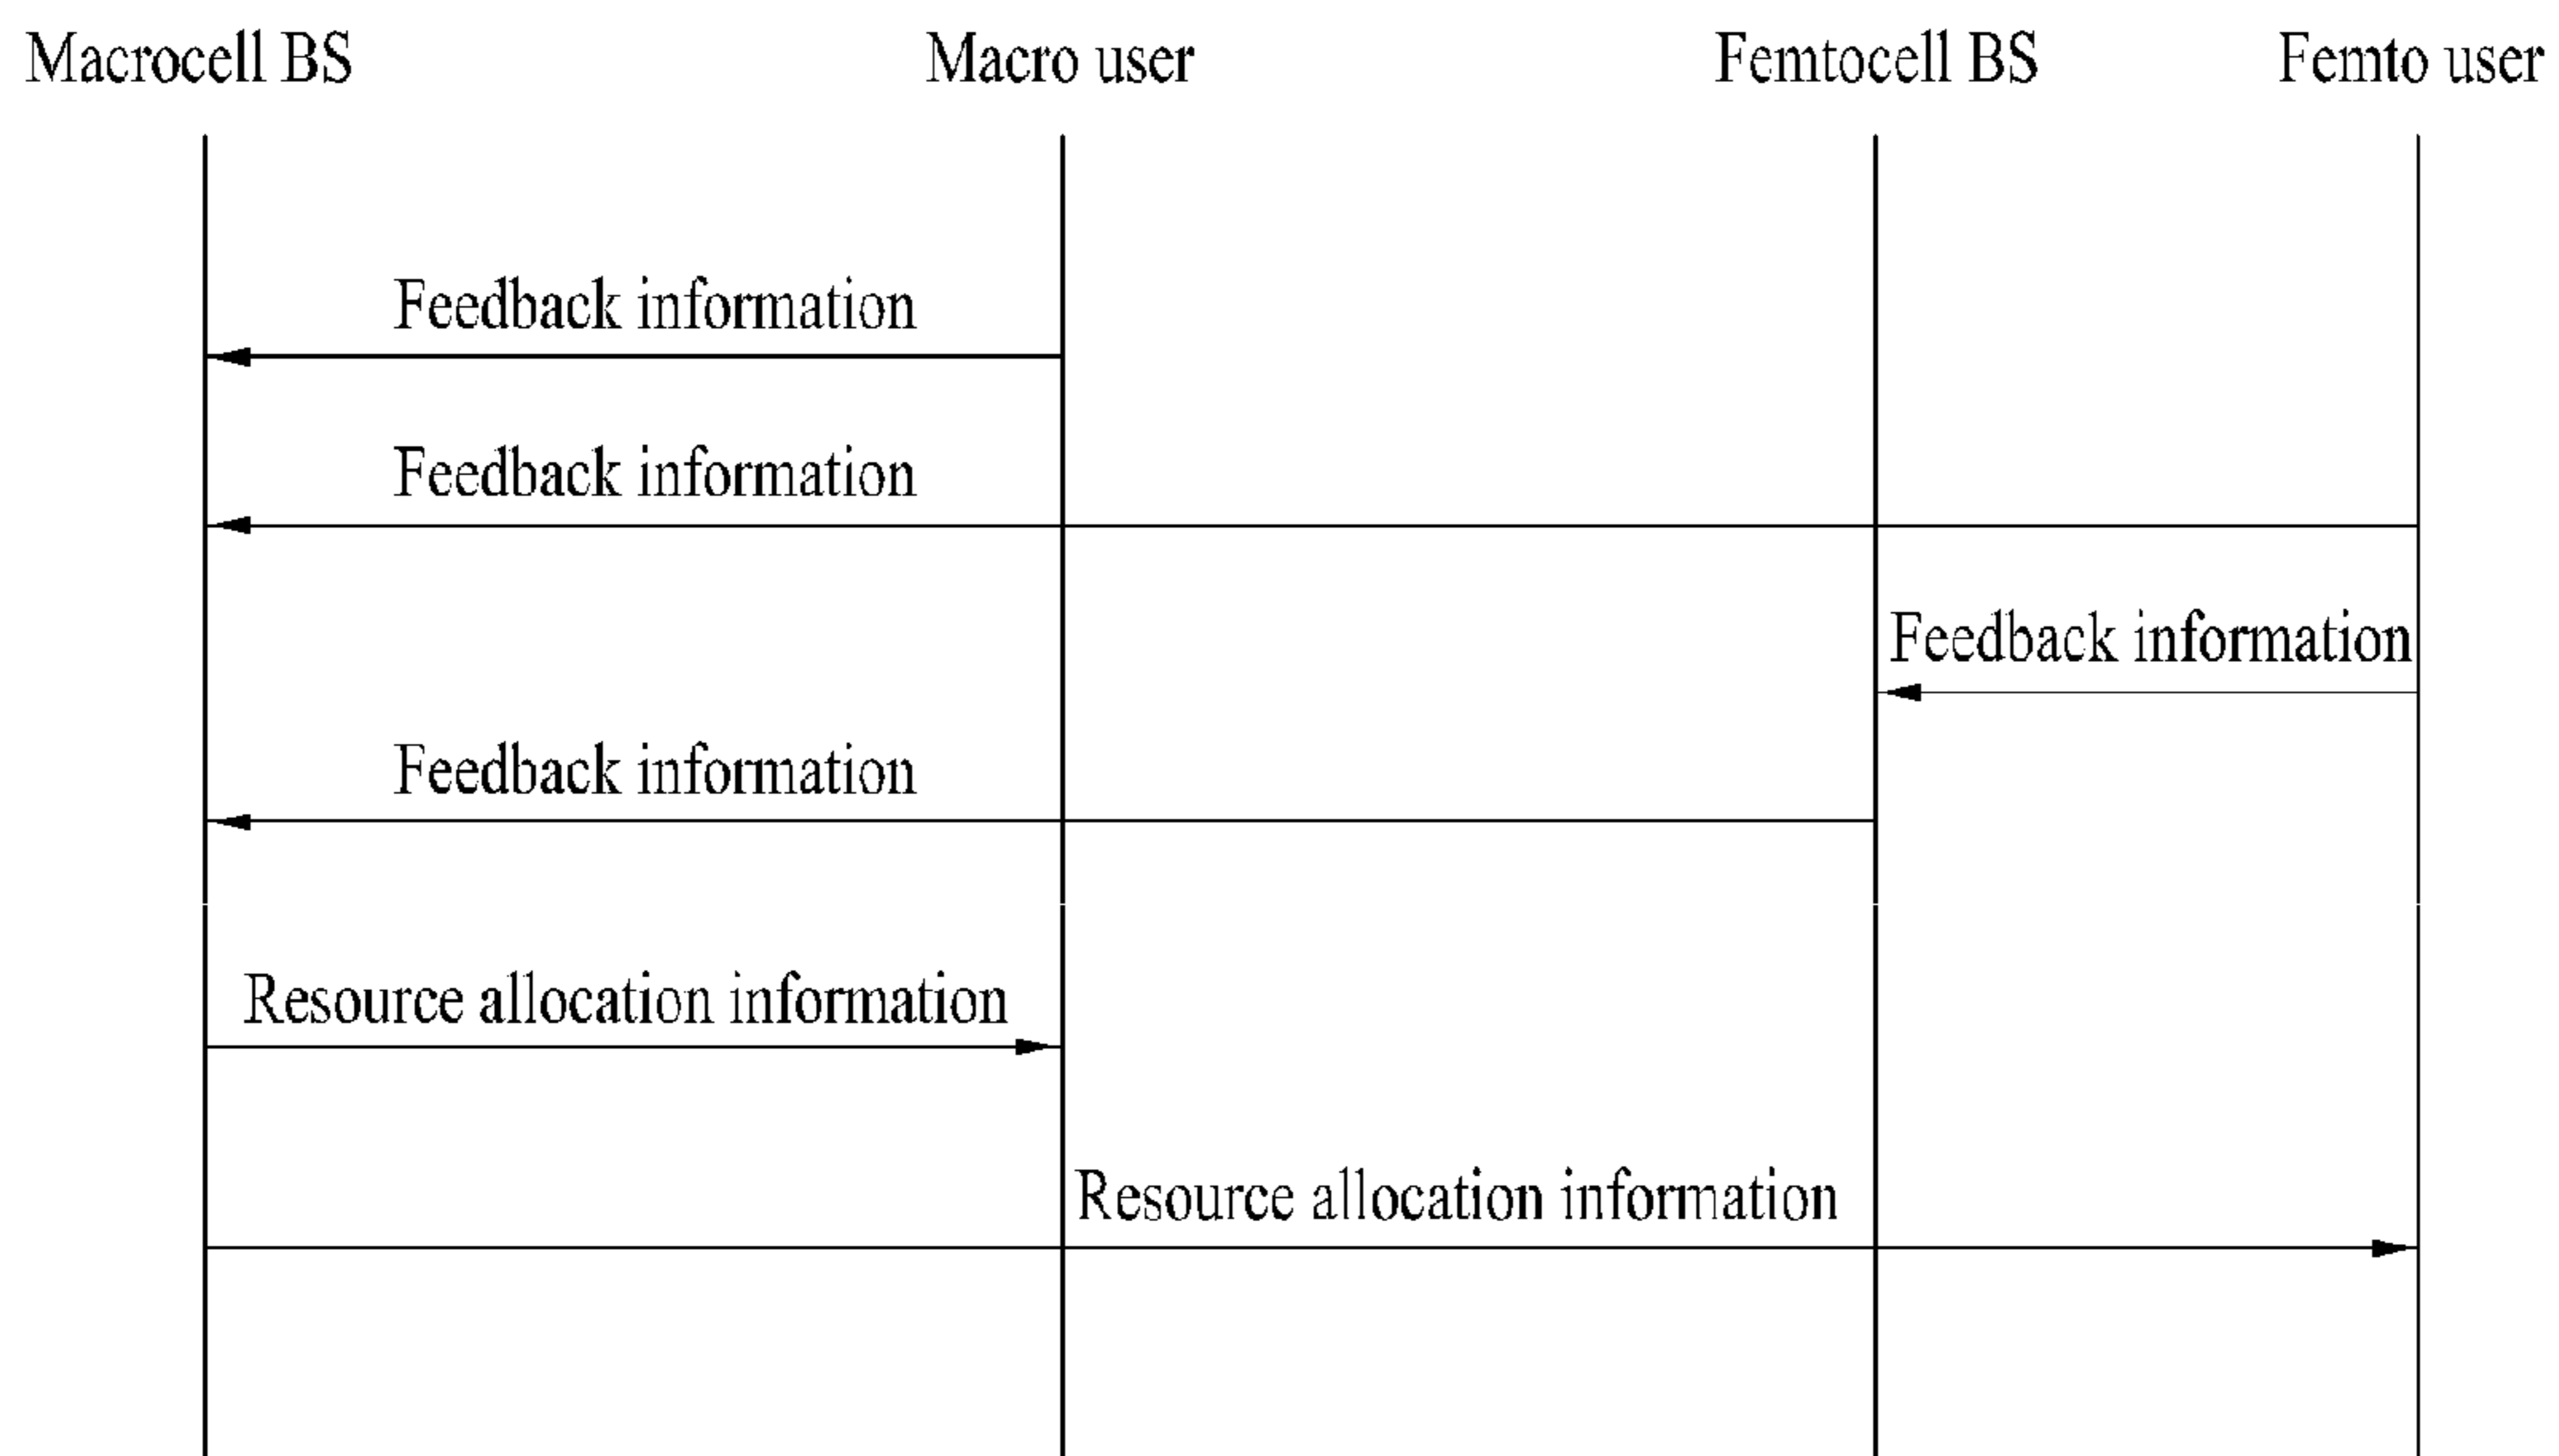 Macrocell BS
Macro user
Femtocell BS
Femto user
Feedback information
Feedback information
Feedback information
Feedback information
Resource allocation information
Resource allocation information